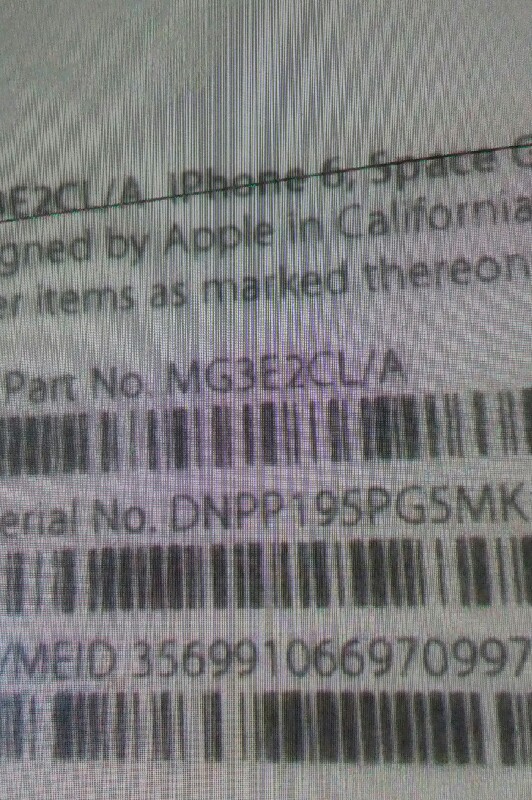 3E2CL/A, iPhone 6, Space G
gned by Apple in California
er items as marked thereon
Part No. MG3E2CL/A
erial No. DNPP195PG5MK
/MEID 356991066970997